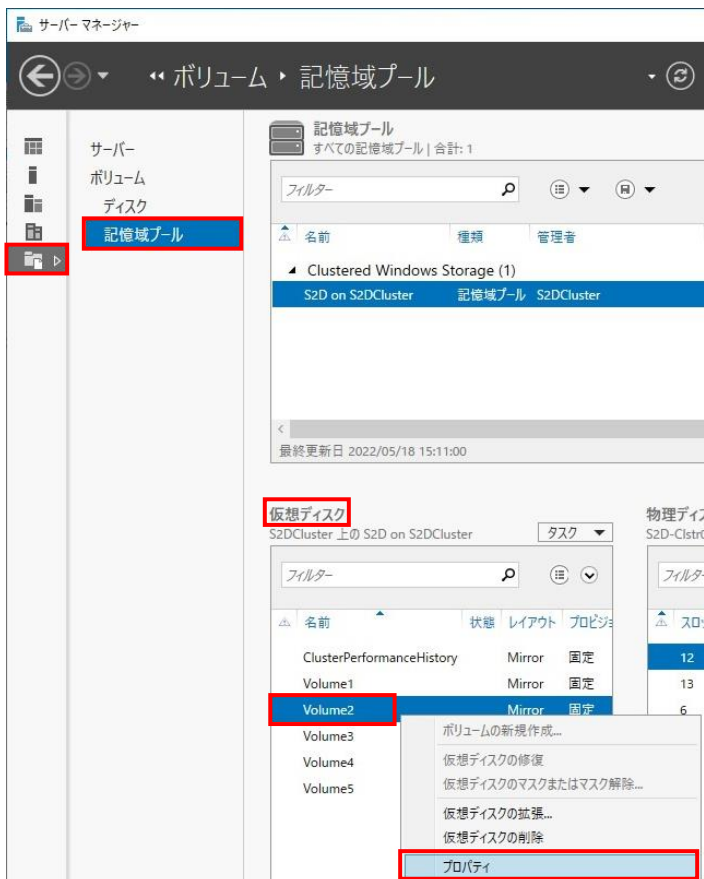 サーバー マネージャー
ボリューム 記憶域プール
サーバー
ボリューム
ディスク
記憶域プール
記憶域プール
すべての記憶域プール | 合計: 1
フィルター
名前 種類 管理者
Clustered Windows Storage (1)
S2D on S2DCluster 記憶域プール S2DCluster
最終更新日 2022/05/18 15:11:00
仮想ディスク
S2DCluster 上の S2D on S2DCluster
タスク
フィルター
名前 状態 レイアウト プロビジョ
ClusterPerformanceHistory Mirror 固定
Volume1 Mirror 固定
Volume2 Mirror 固定
Volume3
Volume4
Volume5
ボリュームの新規作成...
仮想ディスクの修復
仮想ディスクのマスクまたはマスク解除...
仮想ディスクの拡張...
仮想ディスクの削除
プロパティ
物理ディス
フィルター
スロッ
12
13
6